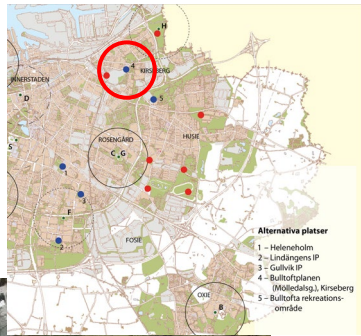 H
4
KIRSEBERG
INNERSTADEN
5
D
HUSIE
ROSENGÅRD
S
C G
1
3
F
2
FOSIE
OXIE
B
Alternativa platser
1 – Heleneholm
2 – Lindängens IP
3 – Gullvik IP
4 – Bulltoftplanen
(Mölledalsg.), Kirseberg
5 – Bulltofta rekreations-
område